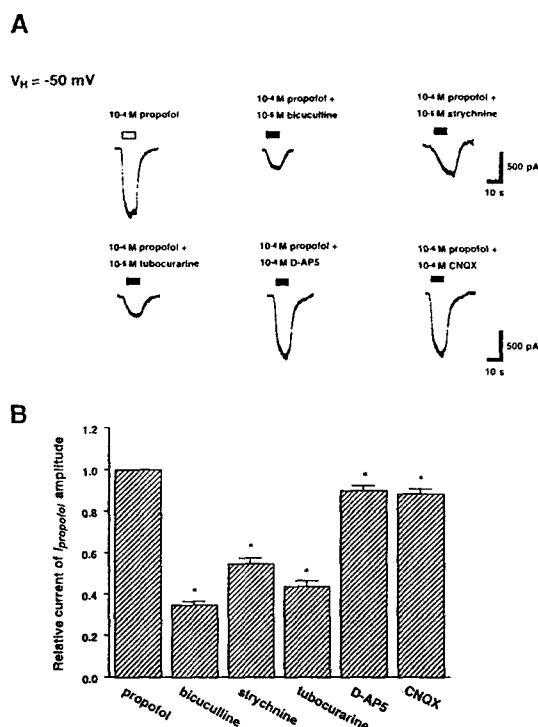 A
V_H = -50 mV
10-4 M propofol
10-4 M propofol +
10-5 M bicuculline
10-4 M propofol +
10-5 M strychnine
500 pA
10 s
10-4 M propofol +
10-5 M tubocurarine
10-4 M propofol +
10-4 M D-AP5
10-4 M propofol +
10-4 M CNQX
500 pA
10 s
B
Relative current of I_propofol amplitude
1.2
1.0
0.8
0.6
0.4
0.2
0.0
* * * * *
propofol
bicuculline
strychnine
tubocurarine
D-AP5
CNQX